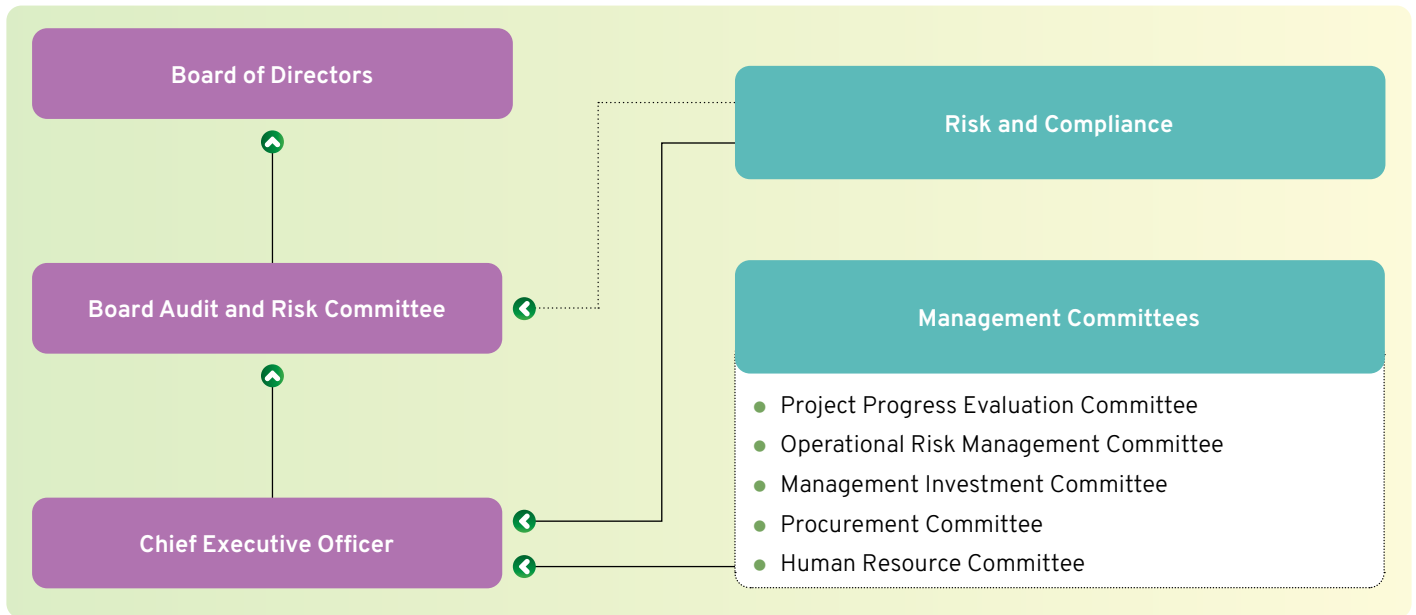 Board of Directors
Risk and Compliance
Board Audit and Risk Committee
Management Committees
Project Progress Evaluation Committee
Operational Risk Management Committee
Management Investment Committee
Procurement Committee
Human Resource Committee
Chief Executive Officer